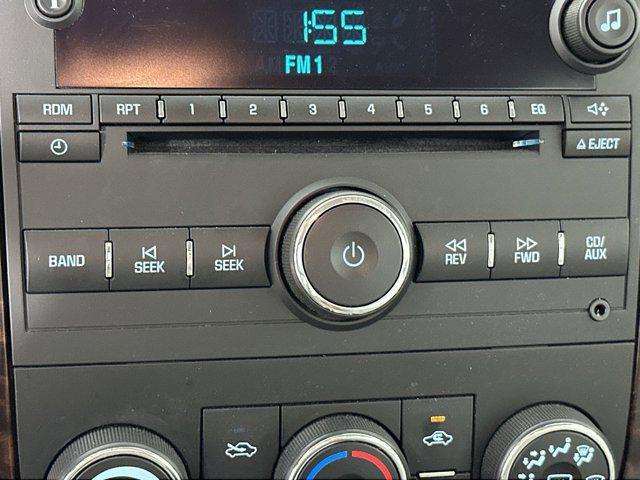 1:55
FM1
RDM RPT 1 2 3 4 5 6 EQ
EJECT
BAND SEEK SEEK REV FWD CD/
AUX